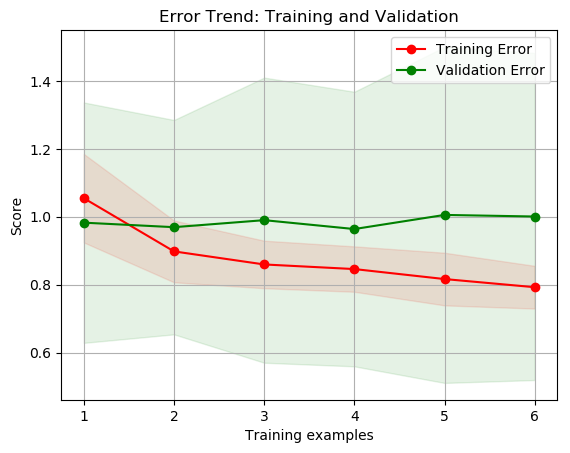 Error Trend: Training and Validation
Training Error
Validation Error
1.4
1.2
1.0
0.8
0.6
Score
1 2 3 4 5 6
Training examples